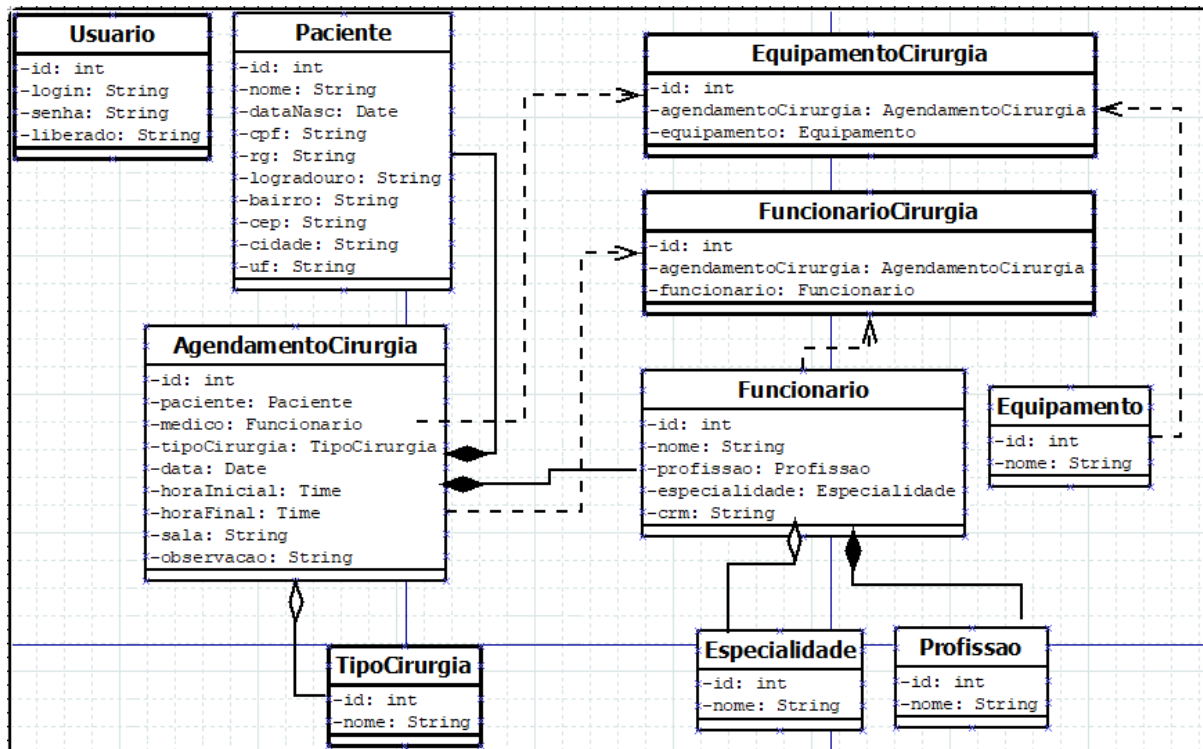 Usuario
-id: int
-login: String
-senha: String
-liberado: String
Paciente
-id: int
-nome: String
-dataNasc: Date
-cpf: String
-rg: String
-logradouro: String
-bairro: String
-cep: String
-cidade: String
-uf: String
EquipamentoCirurgia
-id: int
-agendamentoCirurgia: AgendamentoCirurgia
-equipamento: Equipamento
FuncionarioCirurgia
-id: int
-agendamentoCirurgia: AgendamentoCirurgia
-funcionario: Funcionario
AgendamentoCirurgia
-id: int
-paciente: Paciente
-medico: Funcionario
-tipoCirurgia: TipoCirurgia
-data: Date
-horaInicial: Time
-horaFinal: Time
-sala: String
-observacao: String
Funcionario
-id: int
-nome: String
-profissao: Profissao
-especialidade: Especialidade
-crm: String
Equipamento
-id: int
-nome: String
TipoCirurgia
-id: int
-nome: String
Especialidade
-id: int
-nome: String
Profissao
-id: int
-nome: String